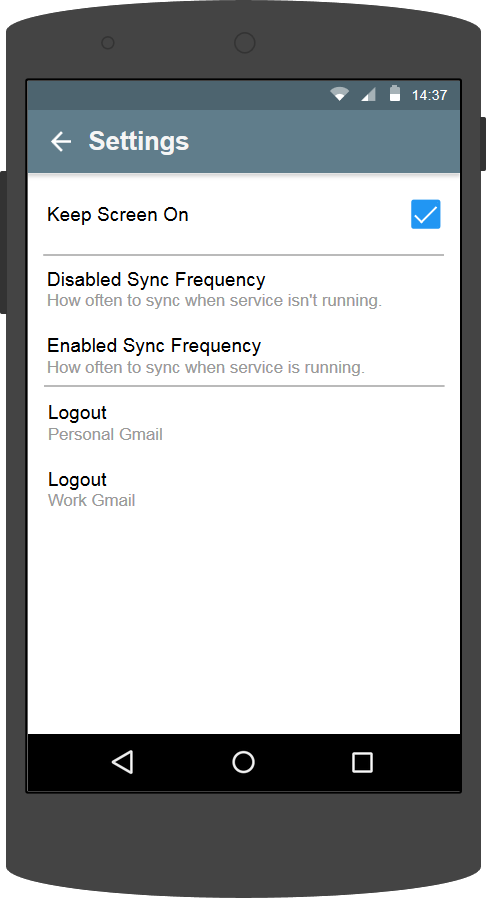 14:37
Settings
Keep Screen On
Disabled Sync Frequency
How often to sync when service isn't running.
Enabled Sync Frequency
How often to sync when service is running.
Logout
Personal Gmail
Logout
Work Gmail